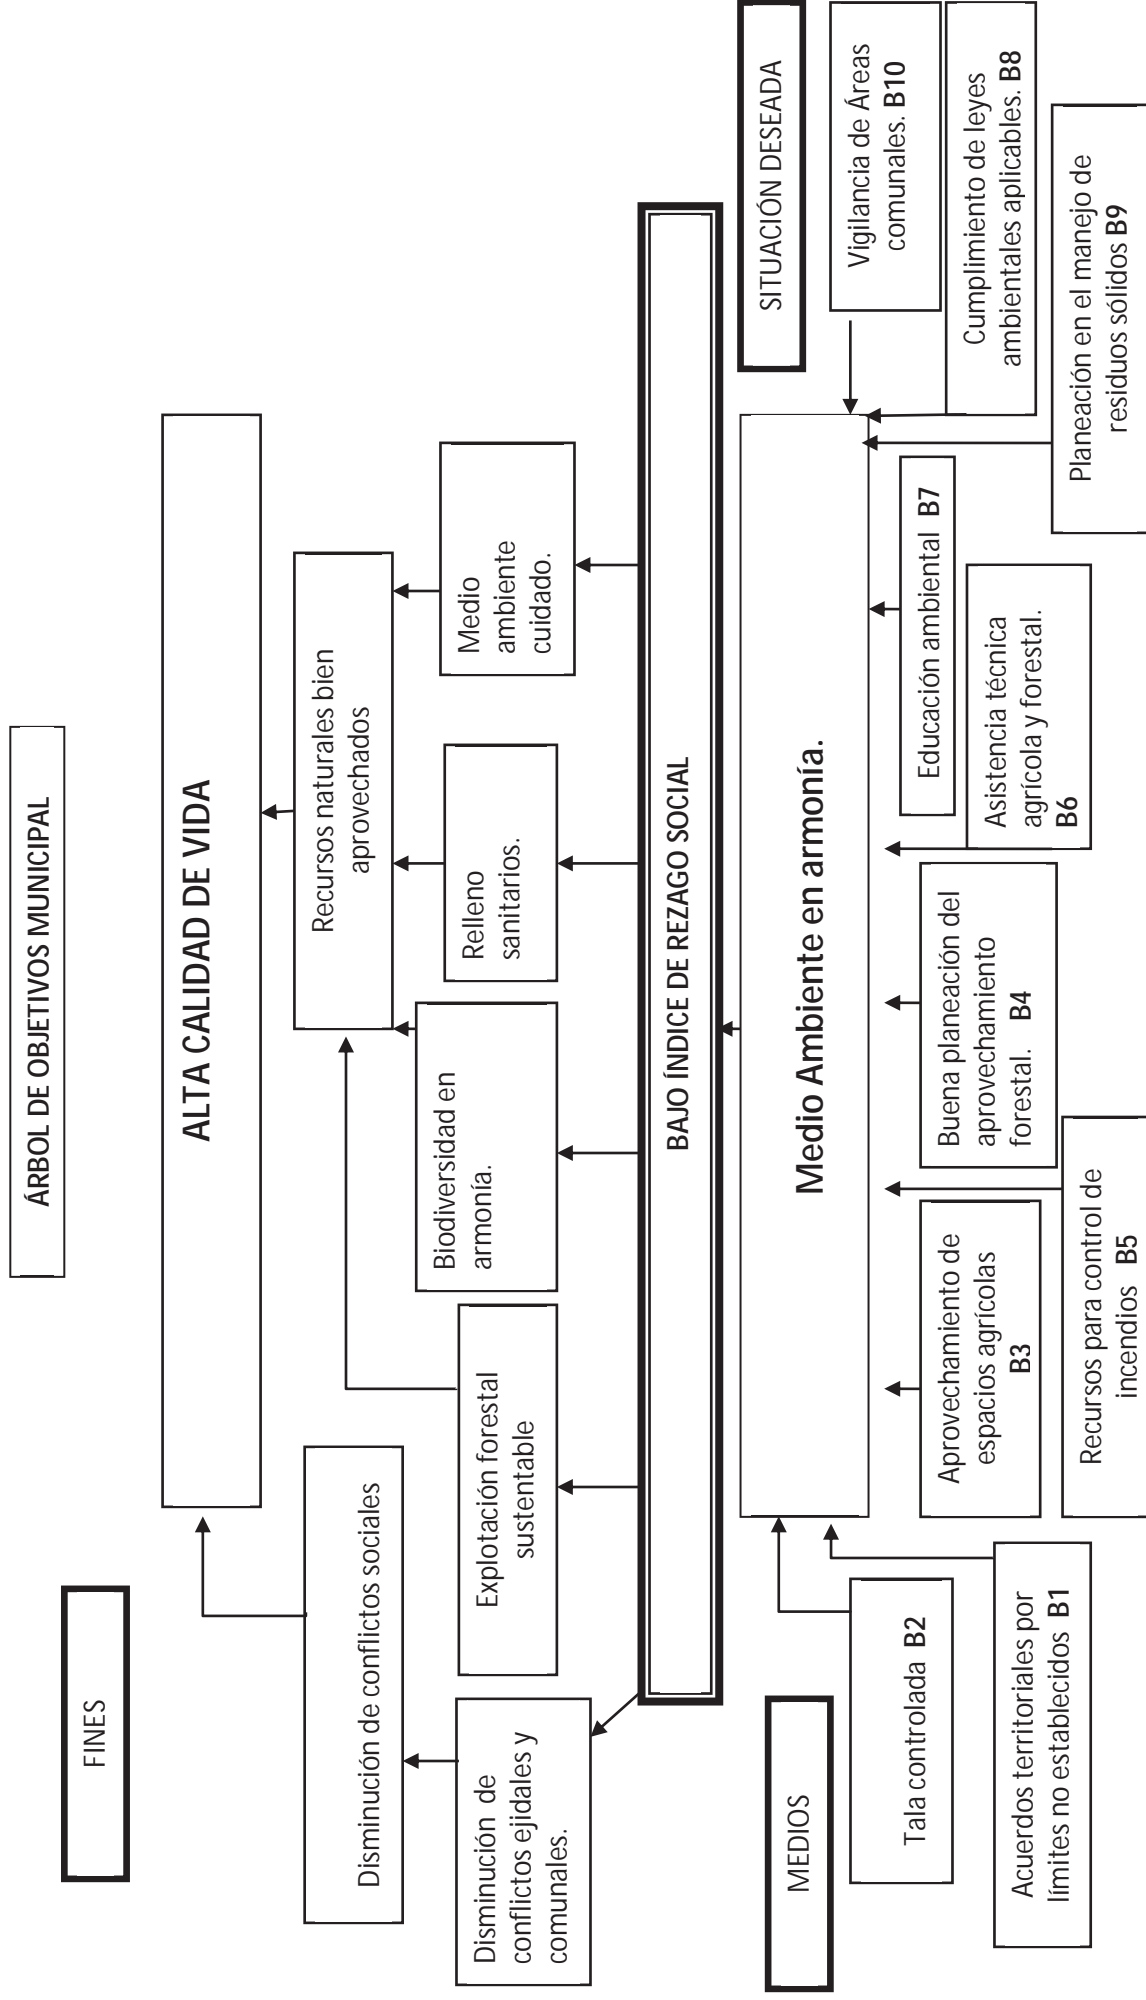 ÁRBOL DE OBJETIVOS MUNICIPAL
FINES
ALTA CALIDAD DE VIDA
Disminución de conflictos sociales
Recursos naturales bien
aprovechados
Disminución de
conflictos ejidales y
comunales.
Explotación forestal
sustentable
Biodiversidad en
armonía.
Relleno
sanitarios.
Medio
ambiente
cuidado.
BAJO ÍNDICE DE REZAGO SOCIAL
SITUACIÓN DESEADA
MEDIOS
Medio Ambiente en armonía.
Tala controlada B2
Acuerdos territoriales por
límites no establecidos B1
Aprovechamiento de
espacios agrícolas
B3
Recursos para control de
incendios B5
Buena planeación del
aprovechamiento
forestal. B4
Asistencia técnica
agrícola y forestal.
B6
Educación ambiental B7
Vigilancia de Áreas
comunales. B10
Cumplimiento de leyes
ambientales aplicables. B8
Planeación en el manejo de
residuos sólidos B9